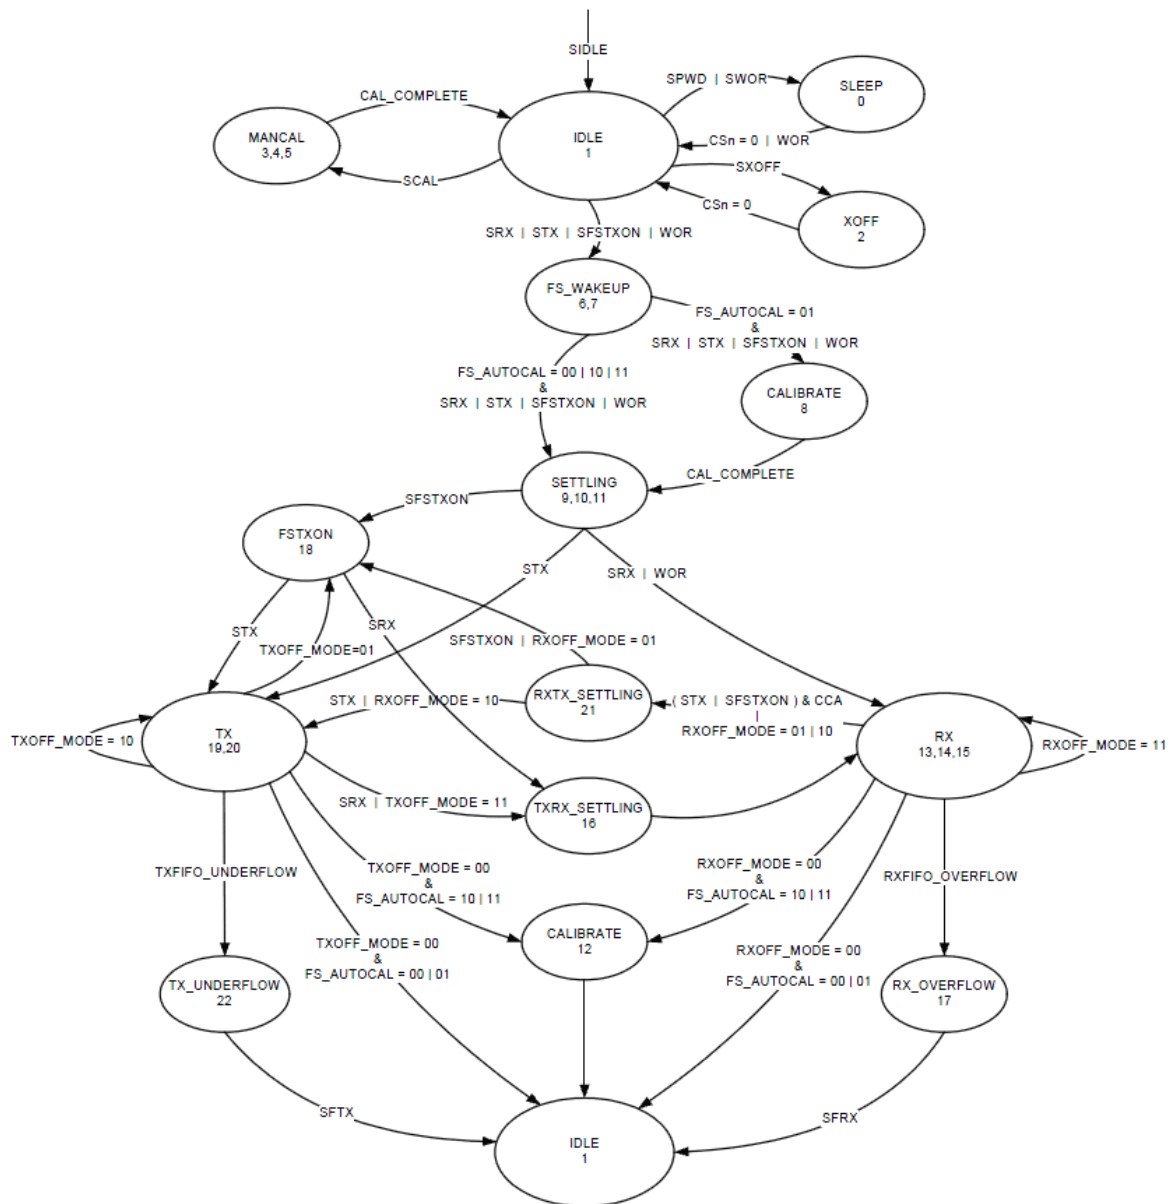 SIDLE
SPWD | SWOR
SLEEP
0
CAL_COMPLETE
IDLE
1
MANCAL
3,4,5
CSn = 0 | WOR
SCAL
SXOFF
CSn = 0
XOFF
2
SRX | STX | SFSTXON | WOR
FS_WAKEUP
6,7
FS_AUTOCAL = 01
&
SRX | STX | SFSTXON | WOR
FS_AUTOCAL = 00 | 10 | 11
&
SRX | STX | SFSTXON | WOR
CALIBRATE
8
SETTLING
9,10,11
CAL_COMPLETE
SFSTXON
FSTXON
18
STX
SRX | WOR
STX
SRX
TXOFF_MODE=01
SFSTXON | RXOFF_MODE = 01
STX | RXOFF_MODE = 10
RXTX_SETTLING
21
( STX | SFSTXON ) & CCA
|
RXOFF_MODE = 01 | 10
TXOFF_MODE = 10
TX
19,20
RX
13,14,15
RXOFF_MODE = 11
SRX | TXOFF_MODE = 11
TXRX_SETTLING
16
TXFIFO_UNDERFLOW
TXOFF_MODE = 00
&
FS_AUTOCAL = 10 | 11
RXOFF_MODE = 00
&
FS_AUTOCAL = 10 | 11
RXFIFO_OVERFLOW
TXOFF_MODE = 00
&
FS_AUTOCAL = 00 | 01
CALIBRATE
12
RXOFF_MODE = 00
&
FS_AUTOCAL = 00 | 01
TX_UNDERFLOW
22
RX_OVERFLOW
17
SFTX
SFRX
IDLE
1